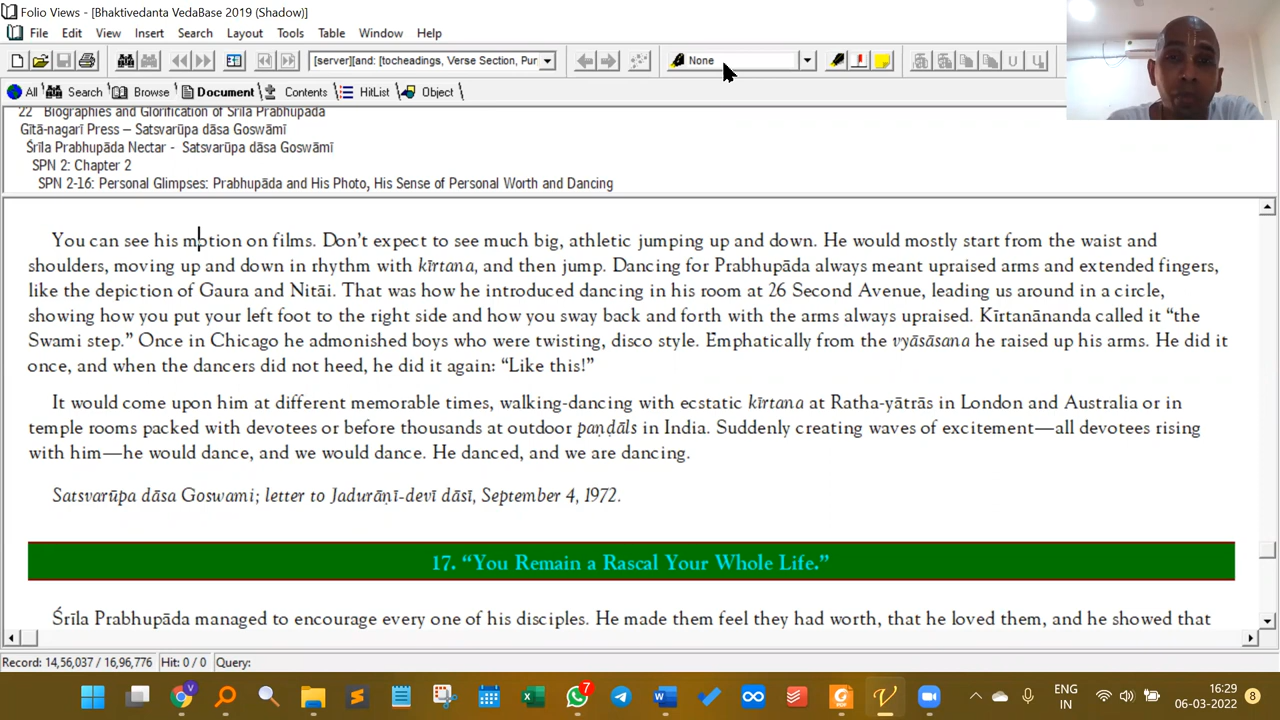 Folio Views - [Bhaktivedanta VedaBase 2019 (Shadow)]
File Edit View Insert Search Layout Tools Table Window Help
[server][and: [tocheadings, Verse Section, Pur
None
All Search Browse Document Contents HitList Object
22 Biographies and Glorification of Śrīla Prabhupāda
Gītā-nagarī Press – Satsvarūpa dāsa Goswāmī
Śrīla Prabhupāda Nectar - Satsvarūpa dāsa Goswāmī
SPN 2: Chapter 2
SPN 2-16: Personal Glimpses: Prabhupāda and His Photo, His Sense of Personal Worth and Dancing
You can see his motion on films. Don’t expect to see much big, athletic jumping up and down. He would mostly start from the waist and
shoulders, moving up and down in rhythm with kīrtana, and then jump. Dancing for Prabhupāda always meant upraised arms and extended fingers,
like the depiction of Gaura and Nitāi. That was how he introduced dancing in his room at 26 Second Avenue, leading us around in a circle,
showing how you put your left foot to the right side and how you sway back and forth with the arms always upraised. Kīrtanānanda called it “the
Swami step.” Once in Chicago he admonished boys who were twisting, disco style. Emphatically from the vyāsāsana he raised up his arms. He did it
once, and when the dancers did not heed, he did it again: “Like this!”
It would come upon him at different memorable times, walking-dancing with ecstatic kīrtana at Ratha-yātrās in London and Australia or in
temple rooms packed with devotees or before thousands at outdoor paṇḍāls in India. Suddenly creating waves of excitement—all devotees rising
with him—he would dance, and we would dance. He danced, and we are dancing.
Satsvarūpa dāsa Goswami; letter to Jadurāṇī-devī dāsī, September 4, 1972.
17. “You Remain a Rascal Your Whole Life.”
Śrīla Prabhupāda managed to encourage every one of his disciples. He made them feel they had worth, that he loved them, and he showed that
Record: 14,56,037 / 16,96,776 Hit: 0 / 0 Query:
7
ENG
IN
16:29
06-03-2022
8